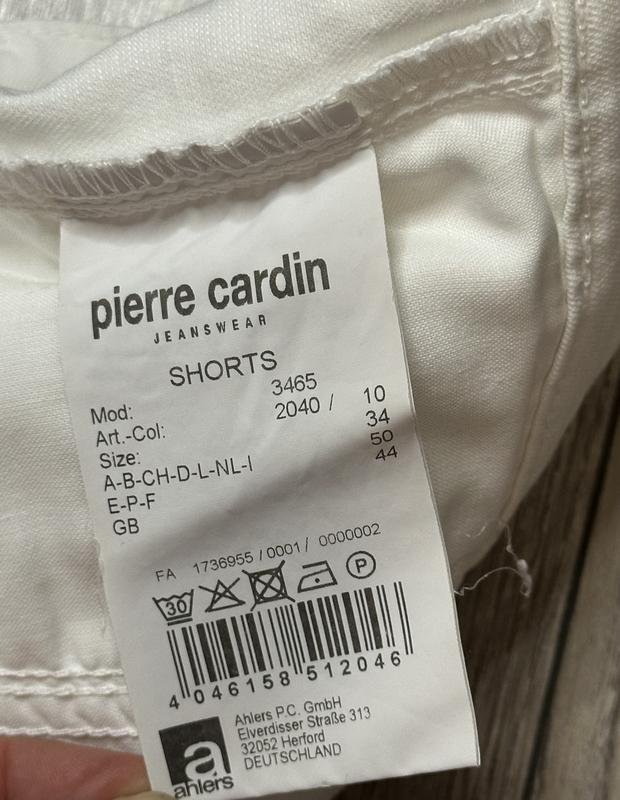 pierre cardin
JEANSWEAR
SHORTS
Mod: 3465
Art.-Col: 2040 / 10
Size: 34
A-B-CH-D-L-NL-I 50
E-P-F 44
GB
FA 1736955 / 0001 / 0000002
30 P
4 046158 512046
Ahlers P.C. GmbH
Elverdisser Straße 313
32052 Herford
DEUTSCHLAND
a
ahlers